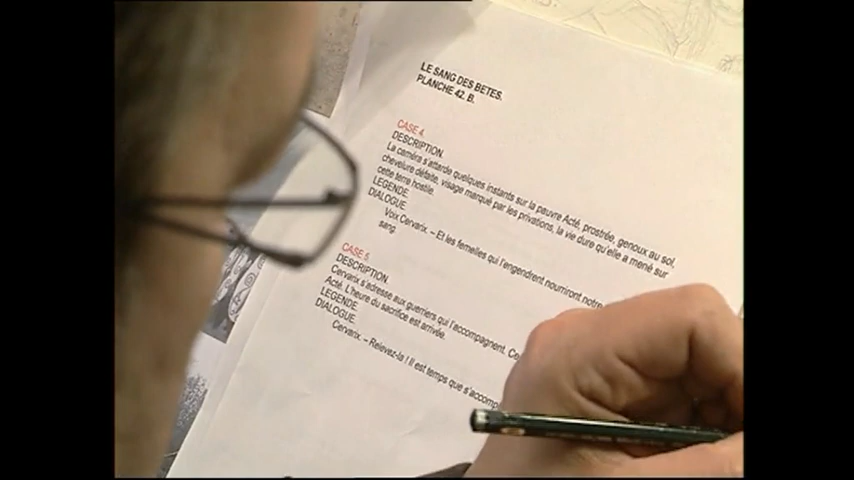 LE SANG DES BETES.
PLANCHE 42. B.
CASE 4.
DESCRIPTION.
La caméra s'attarde quelques instants sur la pauvre Acté, prostrée, genoux au sol,
chevelure défaite, visage marqué par les privations, la vie dure qu'elle a mené sur
cette terre hostile.
LEGENDE.
DIALOGUE.
Voix Cervarix. – Et les femelles qui l'engendrent nourriront notre
sang.
CASE 5.
DESCRIPTION.
Cervarix s'adresse aux guerriers qui l'accompagnent.
Acté. L'heure du sacrifice est arrivée.
LEGENDE.
DIALOGUE.
Cervarix. – Relevez-la ! Il est temps que